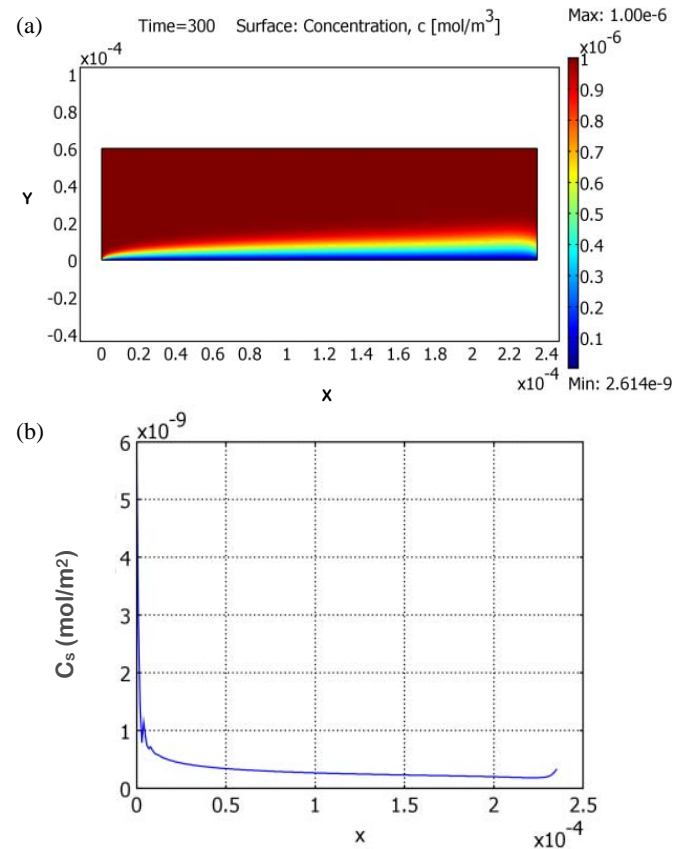 (a)
Time=300 Surface: Concentration, c [mol/m³]
Max: 1.00e-6
x10⁻⁴
x10⁻⁶
1
0.8
0.6
0.4
0.2
0
-0.2
-0.4
Y
1
0.9
0.8
0.7
0.6
0.5
0.4
0.3
0.2
0.1
0 0.2 0.4 0.6 0.8 1 1.2 1.4 1.6 1.8 2 2.2 2.4
x10⁻⁴
Min: 2.614e-9
X
(b)
x10⁻⁹
6
5
4
3
2
1
0
Cₛ (mol/m²)
0 0.5 1 1.5 2 2.5
x
x10⁻⁴